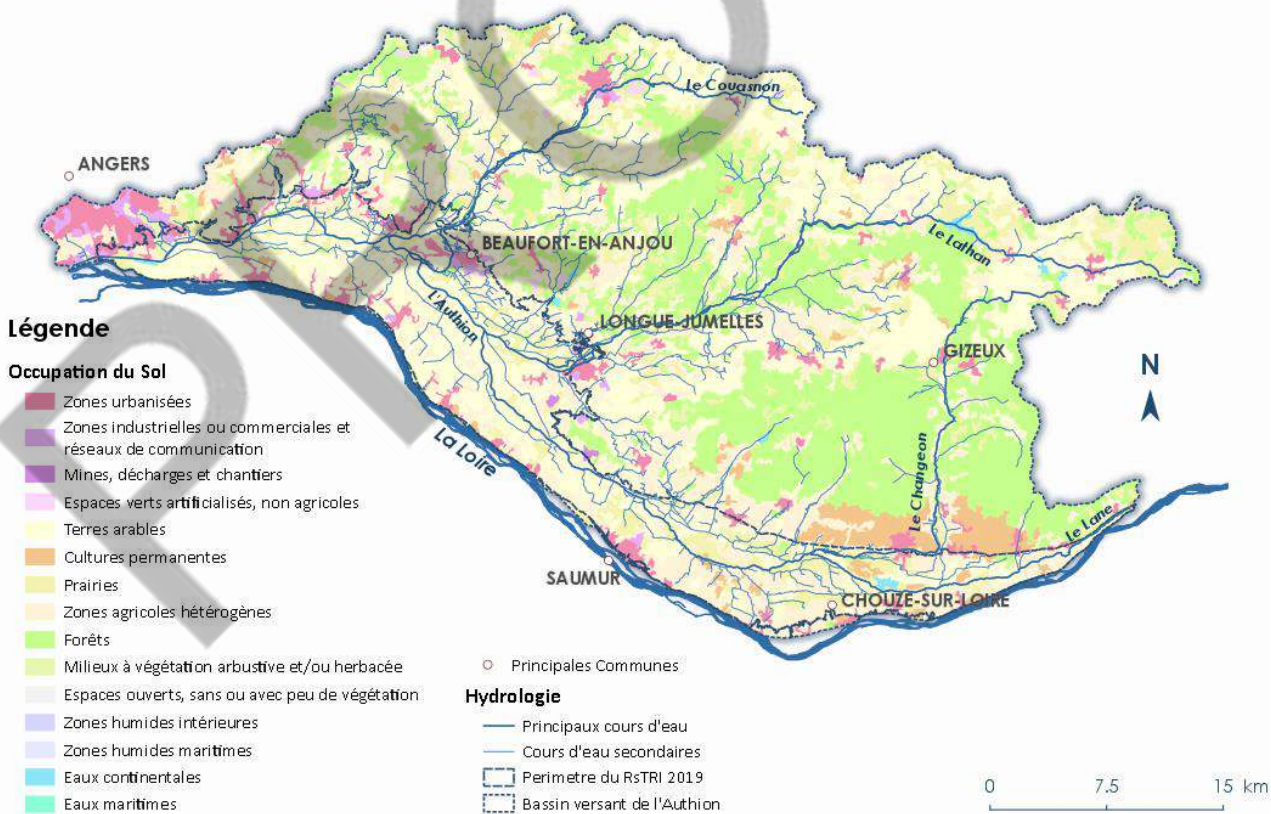 Le Couasnon
ANGERS
BEAUFORT-EN-ANJOU
Le Lathan
L'Authion
LONGUE-JUMELLES
GIZEUX
N
La Loire
Le Changeon
Le Lane
SAUMUR
CHOUZE-SUR-LOIRE
Légende
Occupation du Sol
Zones urbanisées
Zones industrielles ou commerciales et
réseaux de communication
Mines, décharges et chantiers
Espaces verts artificialisés, non agricoles
Terres arables
Cultures permanentes
Prairies
Zones agricoles hétérogènes
Forêts
Milieux à végétation arbustive et/ou herbacée
Espaces ouverts, sans ou avec peu de végétation
Zones humides intérieures
Zones humides maritimes
Eaux continentales
Eaux maritimes
Principales Communes
Hydrologie
Principaux cours d'eau
Cours d'eau secondaires
Perimetre du RsTRI 2019
Bassin versant de l'Authion
0 7.5 15 km